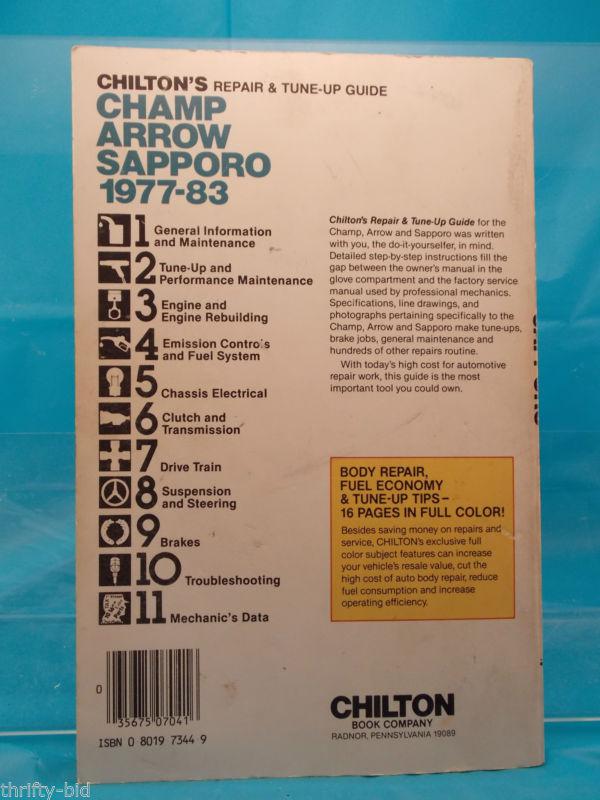 CHILTON'S REPAIR & TUNE-UP GUIDE
CHAMP
ARROW
SAPPORO
1977-83
1 General Information
and Maintenance
2 Tune-Up and
Performance Maintenance
3 Engine and
Engine Rebuilding
4 Emission Controls
and Fuel System
5 Chassis Electrical
6 Clutch and
Transmission
7 Drive Train
8 Suspension
and Steering
9 Brakes
10 Troubleshooting
11 Mechanic's Data
Chilton's Repair & Tune-Up Guide for the
Champ, Arrow and Sapporo was written
with you, the do-it-yourselfer, in mind.
Detailed step-by-step instructions fill the
gap between the owner's manual in the
glove compartment and the factory service
manual used by professional mechanics.
Specifications, line drawings, and
photographs pertaining specifically to the
Champ, Arrow and Sapporo make tune-ups,
brake jobs, general maintenance and
hundreds of other repairs routine.
With today's high cost for automotive
repair work, this guide is the most
important tool you could own.
BODY REPAIR,
FUEL ECONOMY
& TUNE-UP TIPS–
16 PAGES IN FULL COLOR!
Besides saving money on repairs and
service, CHILTON's exclusive full
color subject features can increase
your vehicle's resale value, cut the
high cost of auto body repair, reduce
fuel consumption and increase
operating efficiency.
0
35675 07041
ISBN 0 8019 7344 9
CHILTON
BOOK COMPANY
RADNOR, PENNSYLVANIA 19089
thrifty-bid